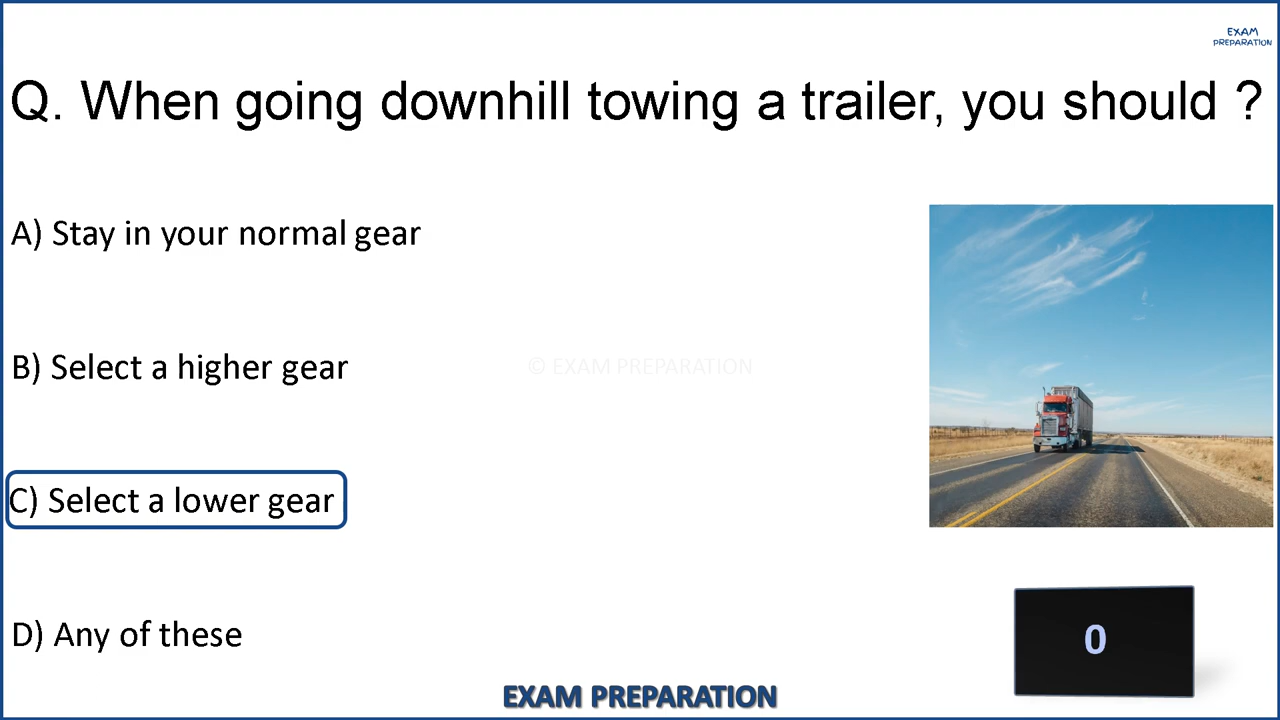 EXAM
PREPARATION
Q. When going downhill towing a trailer, you should ?
A) Stay in your normal gear
B) Select a higher gear
© EXAM PREPARATION
C) Select a lower gear
D) Any of these
0
EXAM PREPARATION